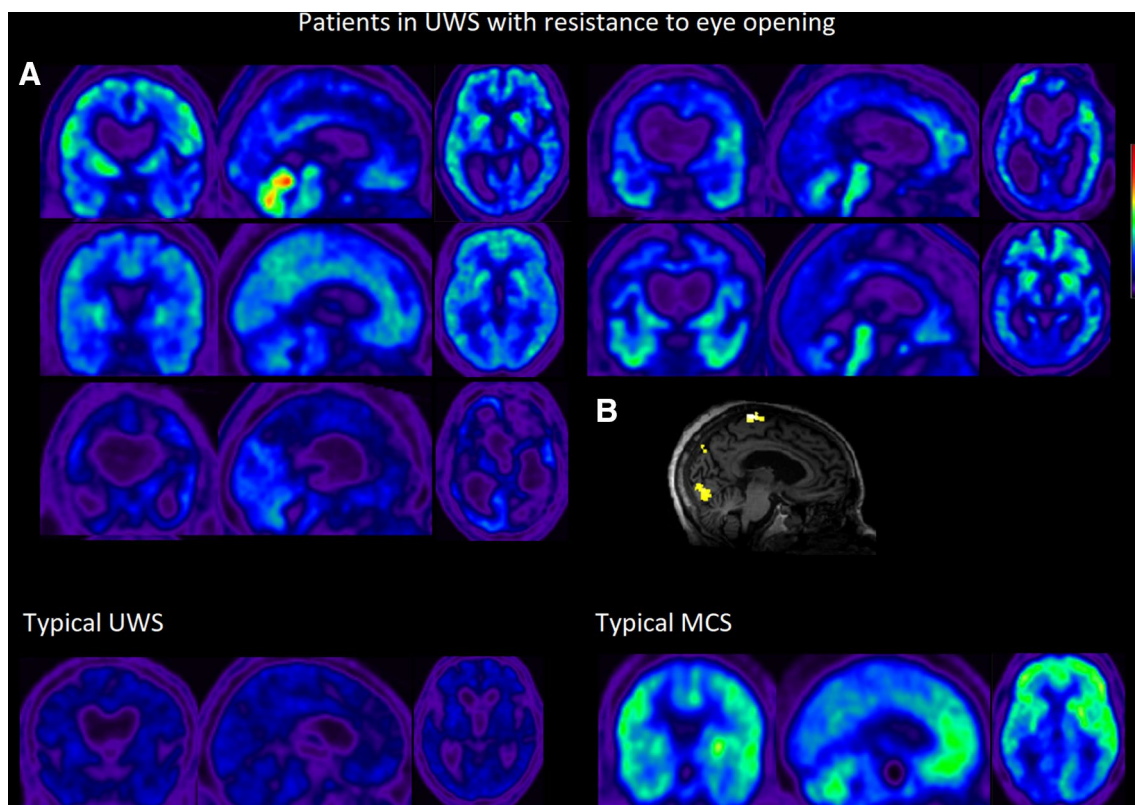 Patients in UWS with resistance to eye opening
A
B
Typical UWS
Typical MCS